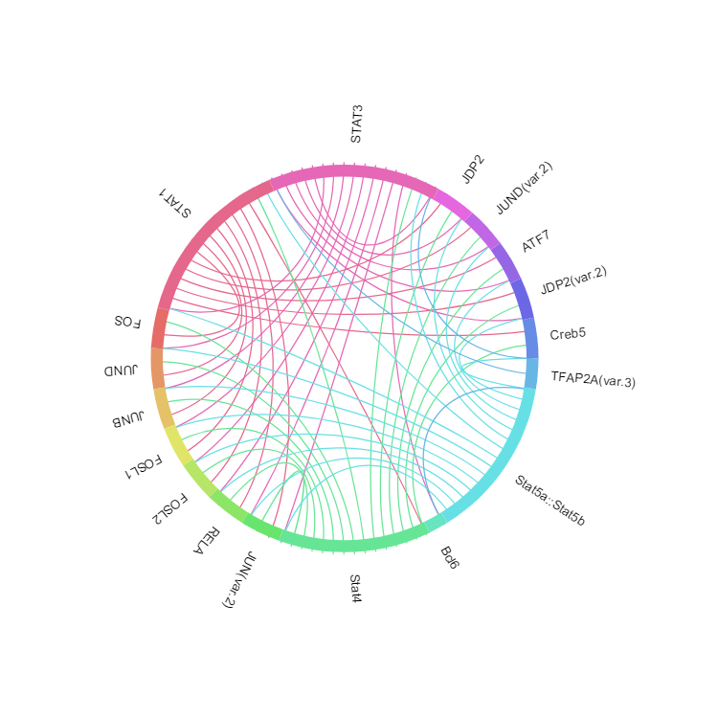 STAT3
JDP2
JUND(var.2)
ATF7
JDP2(var.2)
Creb5
TFAP2A(var.3)
Stat5a::Stat5b
Bcl6
Stat4
JUN(var.2)
RELA
FOSL2
FOSL1
JUNB
JUND
FOS
STAT1